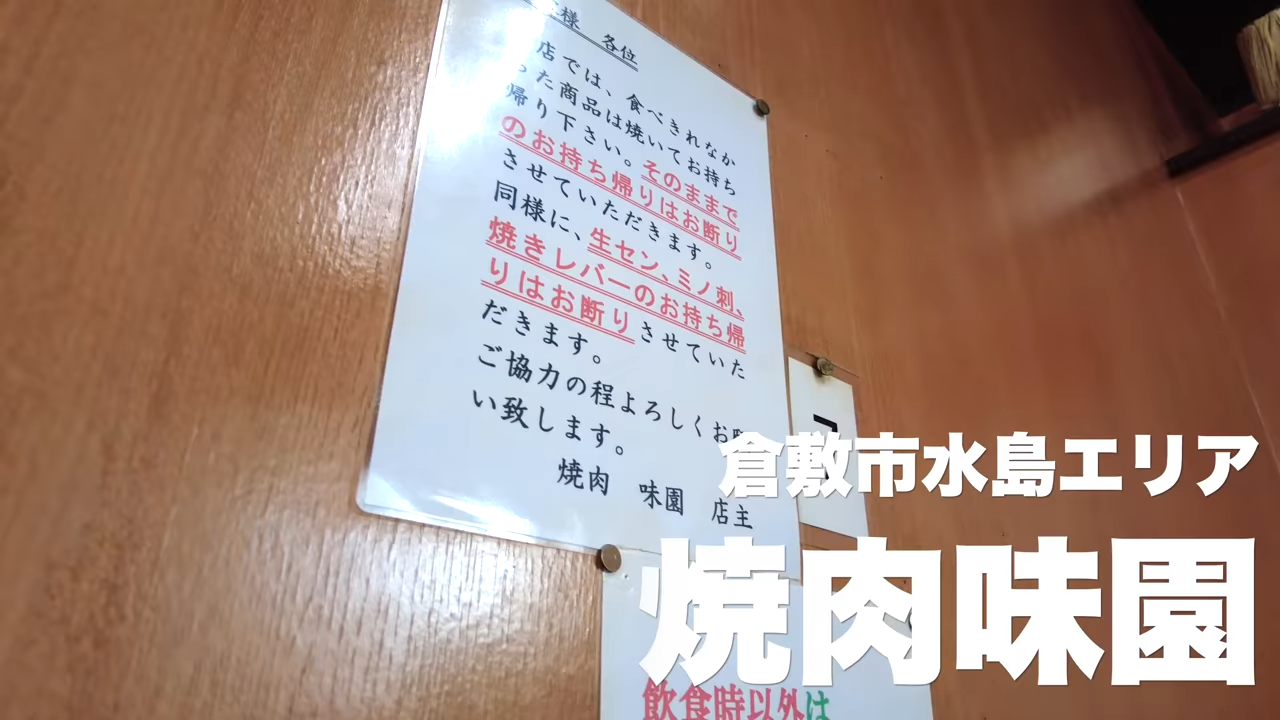 様 各位
店では、食べきれなか
った商品は焼いてお持ち
帰り下さい。そのままで
のお持ち帰りはお断り
させていただきます。
同様に、生セン、ミノ刺、
焼きレバーのお持ち帰
りはお断りさせていた
だきます。
ご協力の程よろしくお
い致します。
焼肉 味園 店主
倉敷市水島エリア
焼肉味園
飲食時以外は